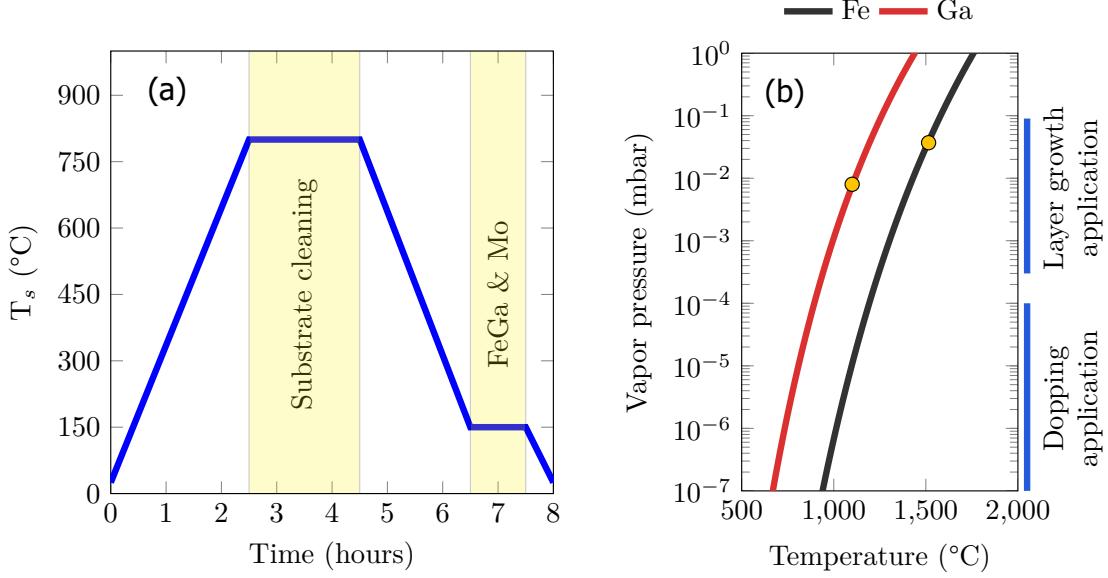 Fe Ga
(a)
T_s (°C)
900
750
600
450
300
150
0
Substrate cleaning
FeGa & Mo
0 1 2 3 4 5 6 7 8
Time (hours)
(b)
Vapor pressure (mbar)
10^0
10^-1
10^-2
10^-3
10^-4
10^-5
10^-6
10^-7
500 1,000 1,500 2,000
Temperature (°C)
Layer growth
application
Dopping
application